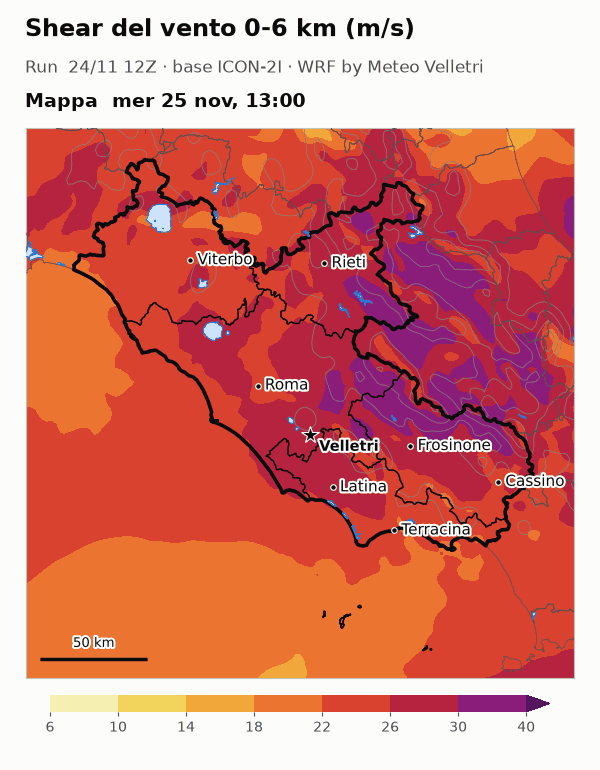 Shear del vento 0-6 km (m/s)
Run  24/11 12Z · base ICON-2I · WRF by Meteo Velletri
Mappa  mer 25 nov, 13:00
Viterbo
Rieti
Roma
Velletri
Frosinone
Latina
Cassino
Terracina
50 km
6 10 14 18 22 26 30 40